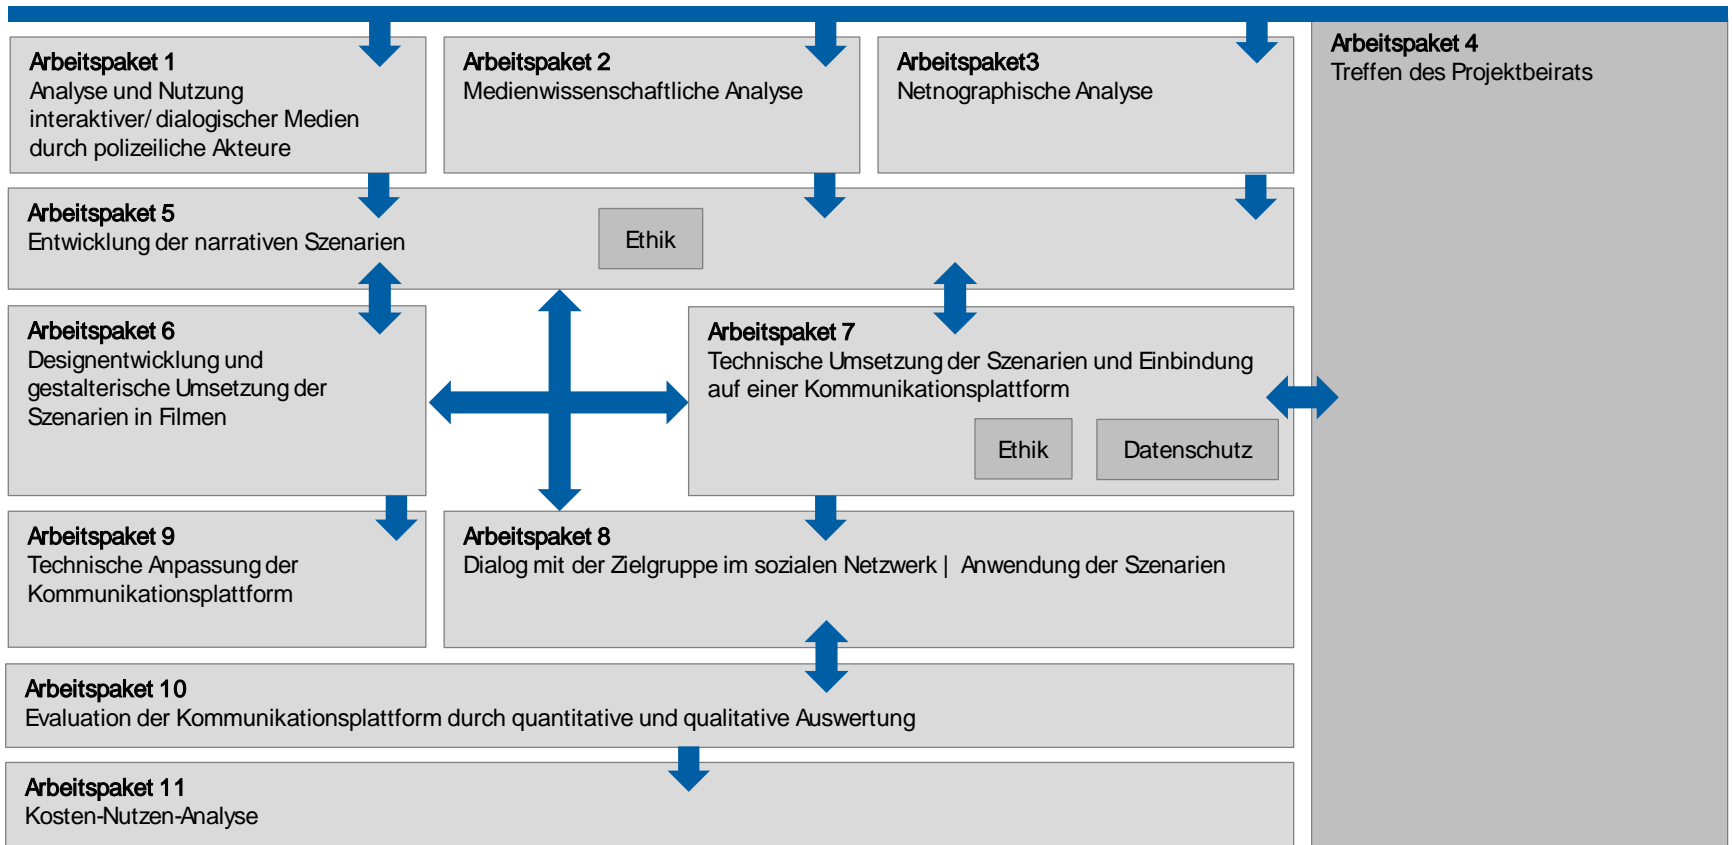 Arbeitspaket 1
Analyse und Nutzung
interaktiver/ dialogischer Medien
durch polizeiliche Akteure
Arbeitspaket 2
Medienwissenschaftliche Analyse
Arbeitspaket3
Netnographische Analyse
Arbeitspaket 4
Treffen des Projektbeirats
Arbeitspaket 5
Entwicklung der narrativen Szenarien
Ethik
Arbeitspaket 6
Designentwicklung und
gestalterische Umsetzung der
Szenarien in Filmen
Arbeitspaket 7
Technische Umsetzung der Szenarien und Einbindung
auf einer Kommunikationsplattform
Ethik
Datenschutz
Arbeitspaket 9
Technische Anpassung der
Kommunikationsplattform
Arbeitspaket 8
Dialog mit der Zielgruppe im sozialen Netzwerk | Anwendung der Szenarien
Arbeitspaket 10
Evaluation der Kommunikationsplattform durch quantitative und qualitative Auswertung
Arbeitspaket 11
Kosten-Nutzen-Analyse